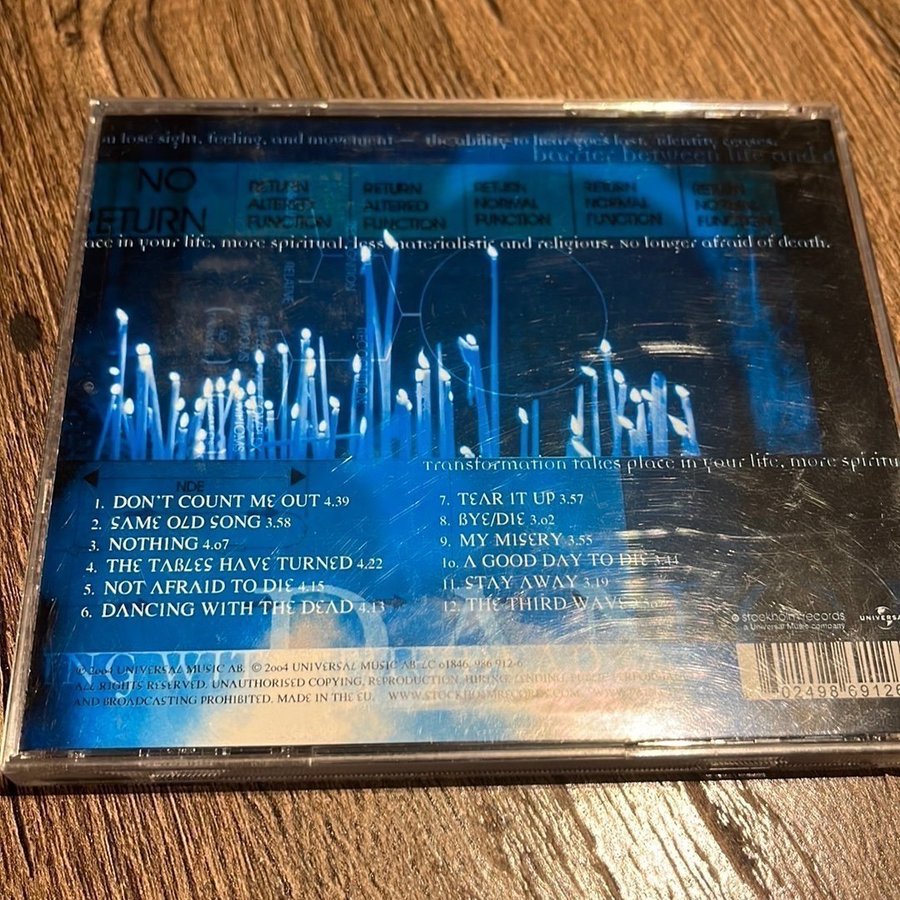 u lose sight, feeling, and movement — the ability to hear goes last, identity ceases.
barrier between life and d
NO RETURN
RETURN ALTERED FUNCTION
RETURN ALTERED FUNCTION
RETURN NORMAL FUNCTION
RETURN NORMAL FUNCTION
RETURN NORMAL FUNCTION
ace in your life, more spiritual, less materialistic and religious. No longer afraid of death.
Transformation takes place in your life, more spiritu
NDE
1. DON'T COUNT ME OUT 4.39
2. SAME OLD SONG 3.58
3. NOTHING 4.07
4. THE TABLES HAVE TURNED 4.22
5. NOT AFRAID TO DIE 4.15
6. DANCING WITH THE DEAD 4.13
7. TEAR IT UP 3.57
8. BYE/DIE 3.02
9. MY MISERY 3.55
10. A GOOD DAY TO DIE 3.44
11. STAY AWAY 3.19
12. THE THIRD WAVE
stockholm records
a Universal Music company
UNIVERSA
DA
℗ 2004 UNIVERSAL MUSIC AB. © 2004 UNIVERSAL MUSIC AB. LC 01846. 986 912-6
ALL RIGHTS RESERVED. UNAUTHORISED COPYING, REPRODUCTION, HIRING, LENDING, PUBLIC PERFORMANCE
AND BROADCASTING PROHIBITED. MADE IN THE EU.
02498 69126